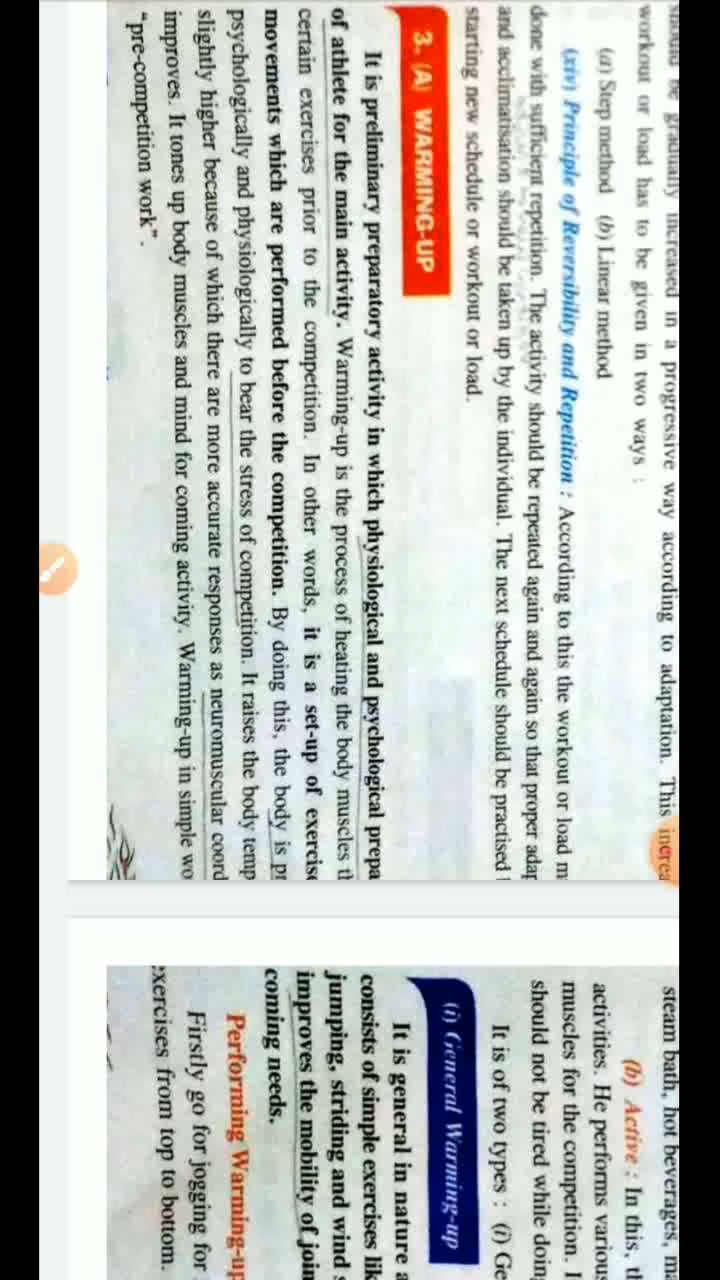 should be gradually increased in a progressive way according to adaptation. This increa
workout or load has to be given in two ways :
(a) Step method (b) Linear method
(xiv) Principle of Reversibility and Repetition : According to this the workout or load m
done with sufficient repetition. The activity should be repeated again and again so that proper adap
and acclimatisation should be taken up by the individual. The next schedule should be practised
starting new schedule or workout or load.
3. (A) WARMING-UP
It is preliminary preparatory activity in which physiological and psychological prepa
of athlete for the main activity. Warming-up is the process of heating the body muscles th
certain exercises prior to the competition. In other words, it is a set-up of exercise
movements which are performed before the competition. By doing this, the body is pr
psychologically and physiologically to bear the stress of competition. It raises the body temp
slightly higher because of which there are more accurate responses as neuromuscular coord
improves. It tones up body muscles and mind for coming activity. Warming-up in simple wo
“pre-competition work”.
steam bath, hot beverages, m
(b) Active : In this, th
activities. He performs variou
muscles for the competition.
should not be tired while doin
It is of two types : (i) Ge
(i) General Warming-up
It is general in nature a
consists of simple exercises lik
jumping, striding and wind s
improves the mobility of join
coming needs.
Performing Warming-up
Firstly go for jogging for
exercises from top to bottom.